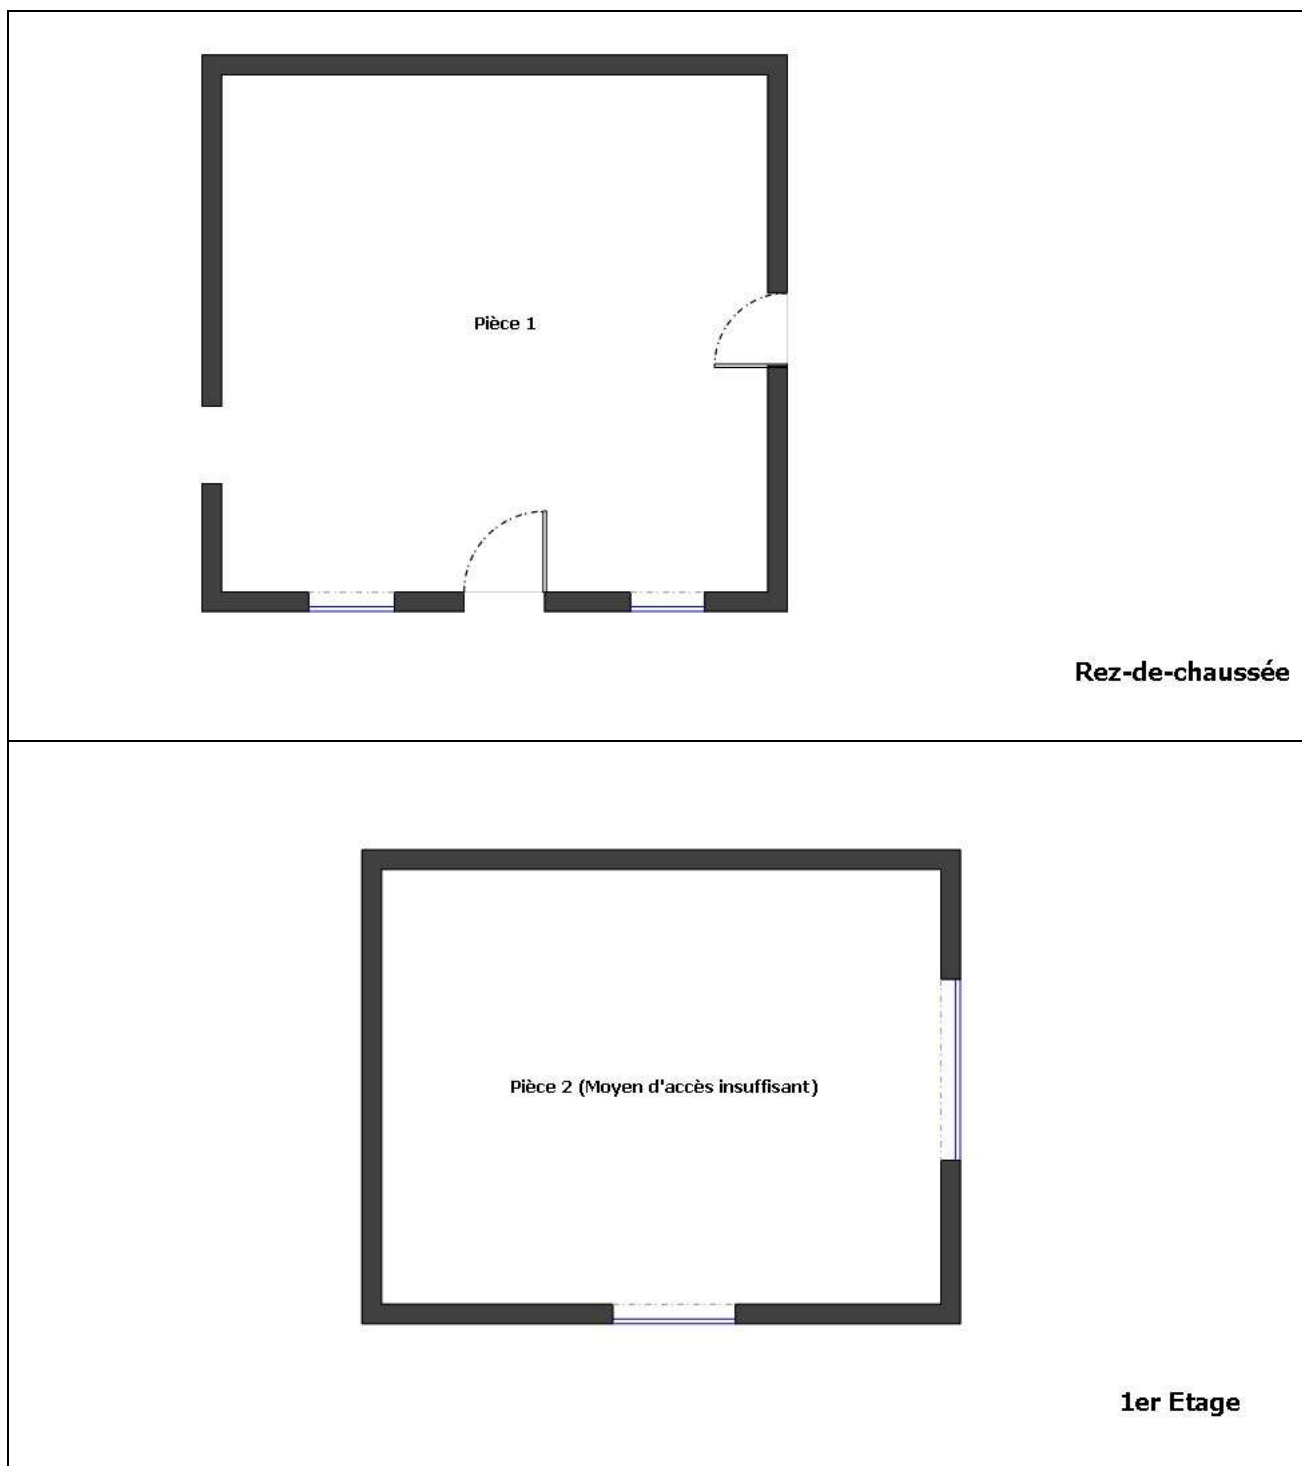 Pièce 1
Rez-de-chaussée
Pièce 2 (Moyen d'accès insuffisant)
1er Etage